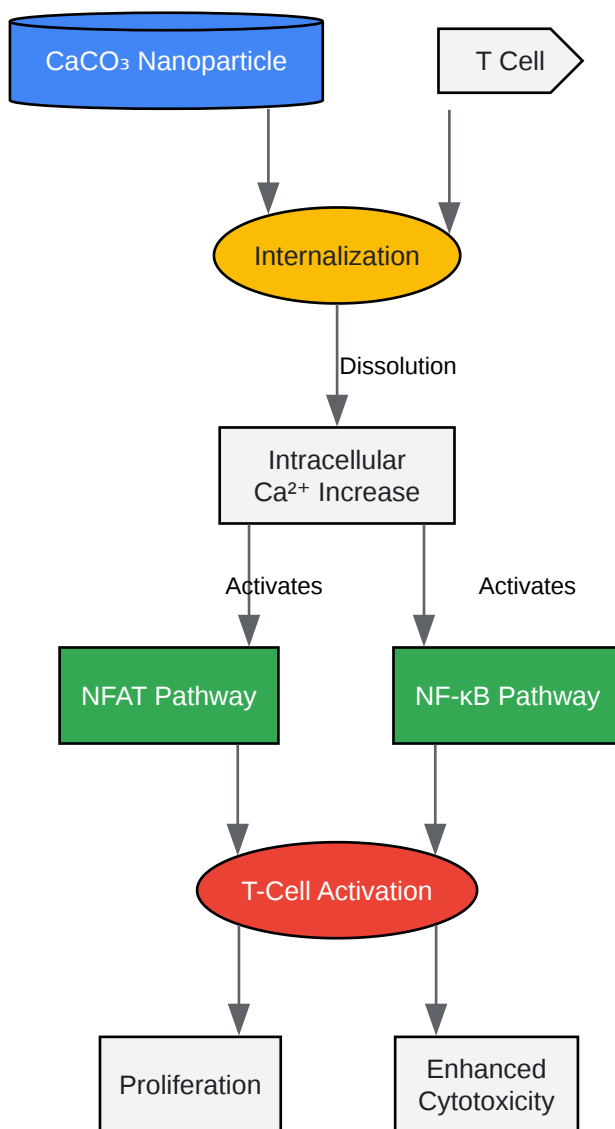 CaCO₃ Nanoparticle
T Cell
Internalization
Dissolution
Intracellular
Ca²⁺ Increase
Activates
Activates
NFAT Pathway
NF-κB Pathway
T-Cell Activation
Proliferation
Enhanced
Cytotoxicity